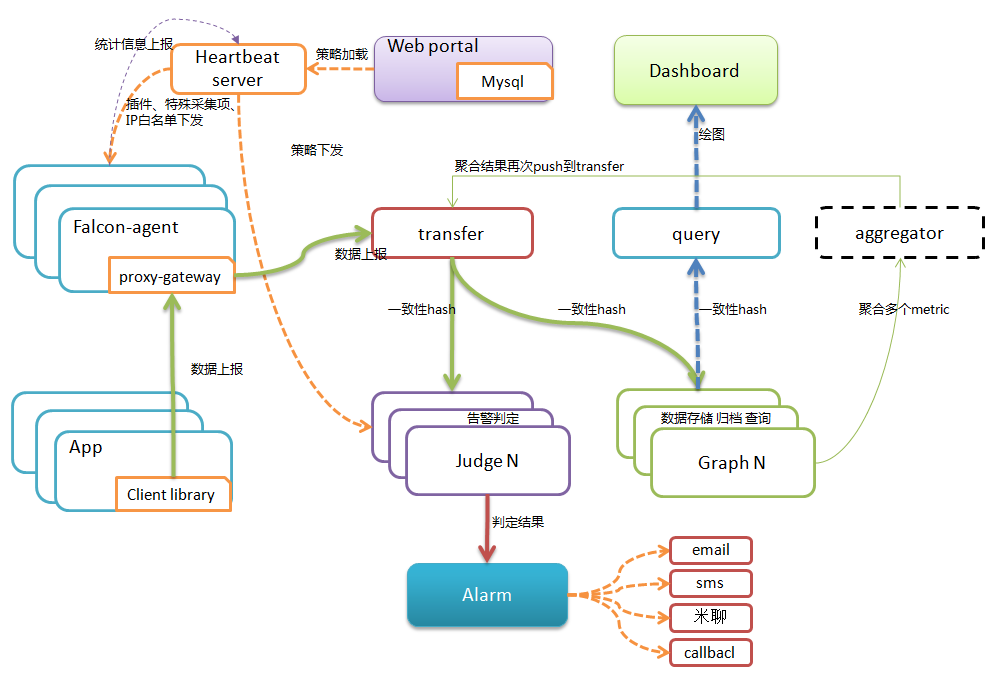 统计信息上报
Heartbeat
server
策略加载
Web portal
Mysql
Dashboard
插件、特殊采集项、
IP白名单下发
绘图
策略下发
聚合结果再次push到transfer
Falcon-agent
proxy-gateway
transfer
query
aggregator
数据上报
一致性hash
一致性hash
一致性hash
聚合多个metric
数据上报
告警判定
数据存储 归档 查询
App
Judge N
Graph N
Client library
判定结果
Alarm
email
sms
米聊
callbacl